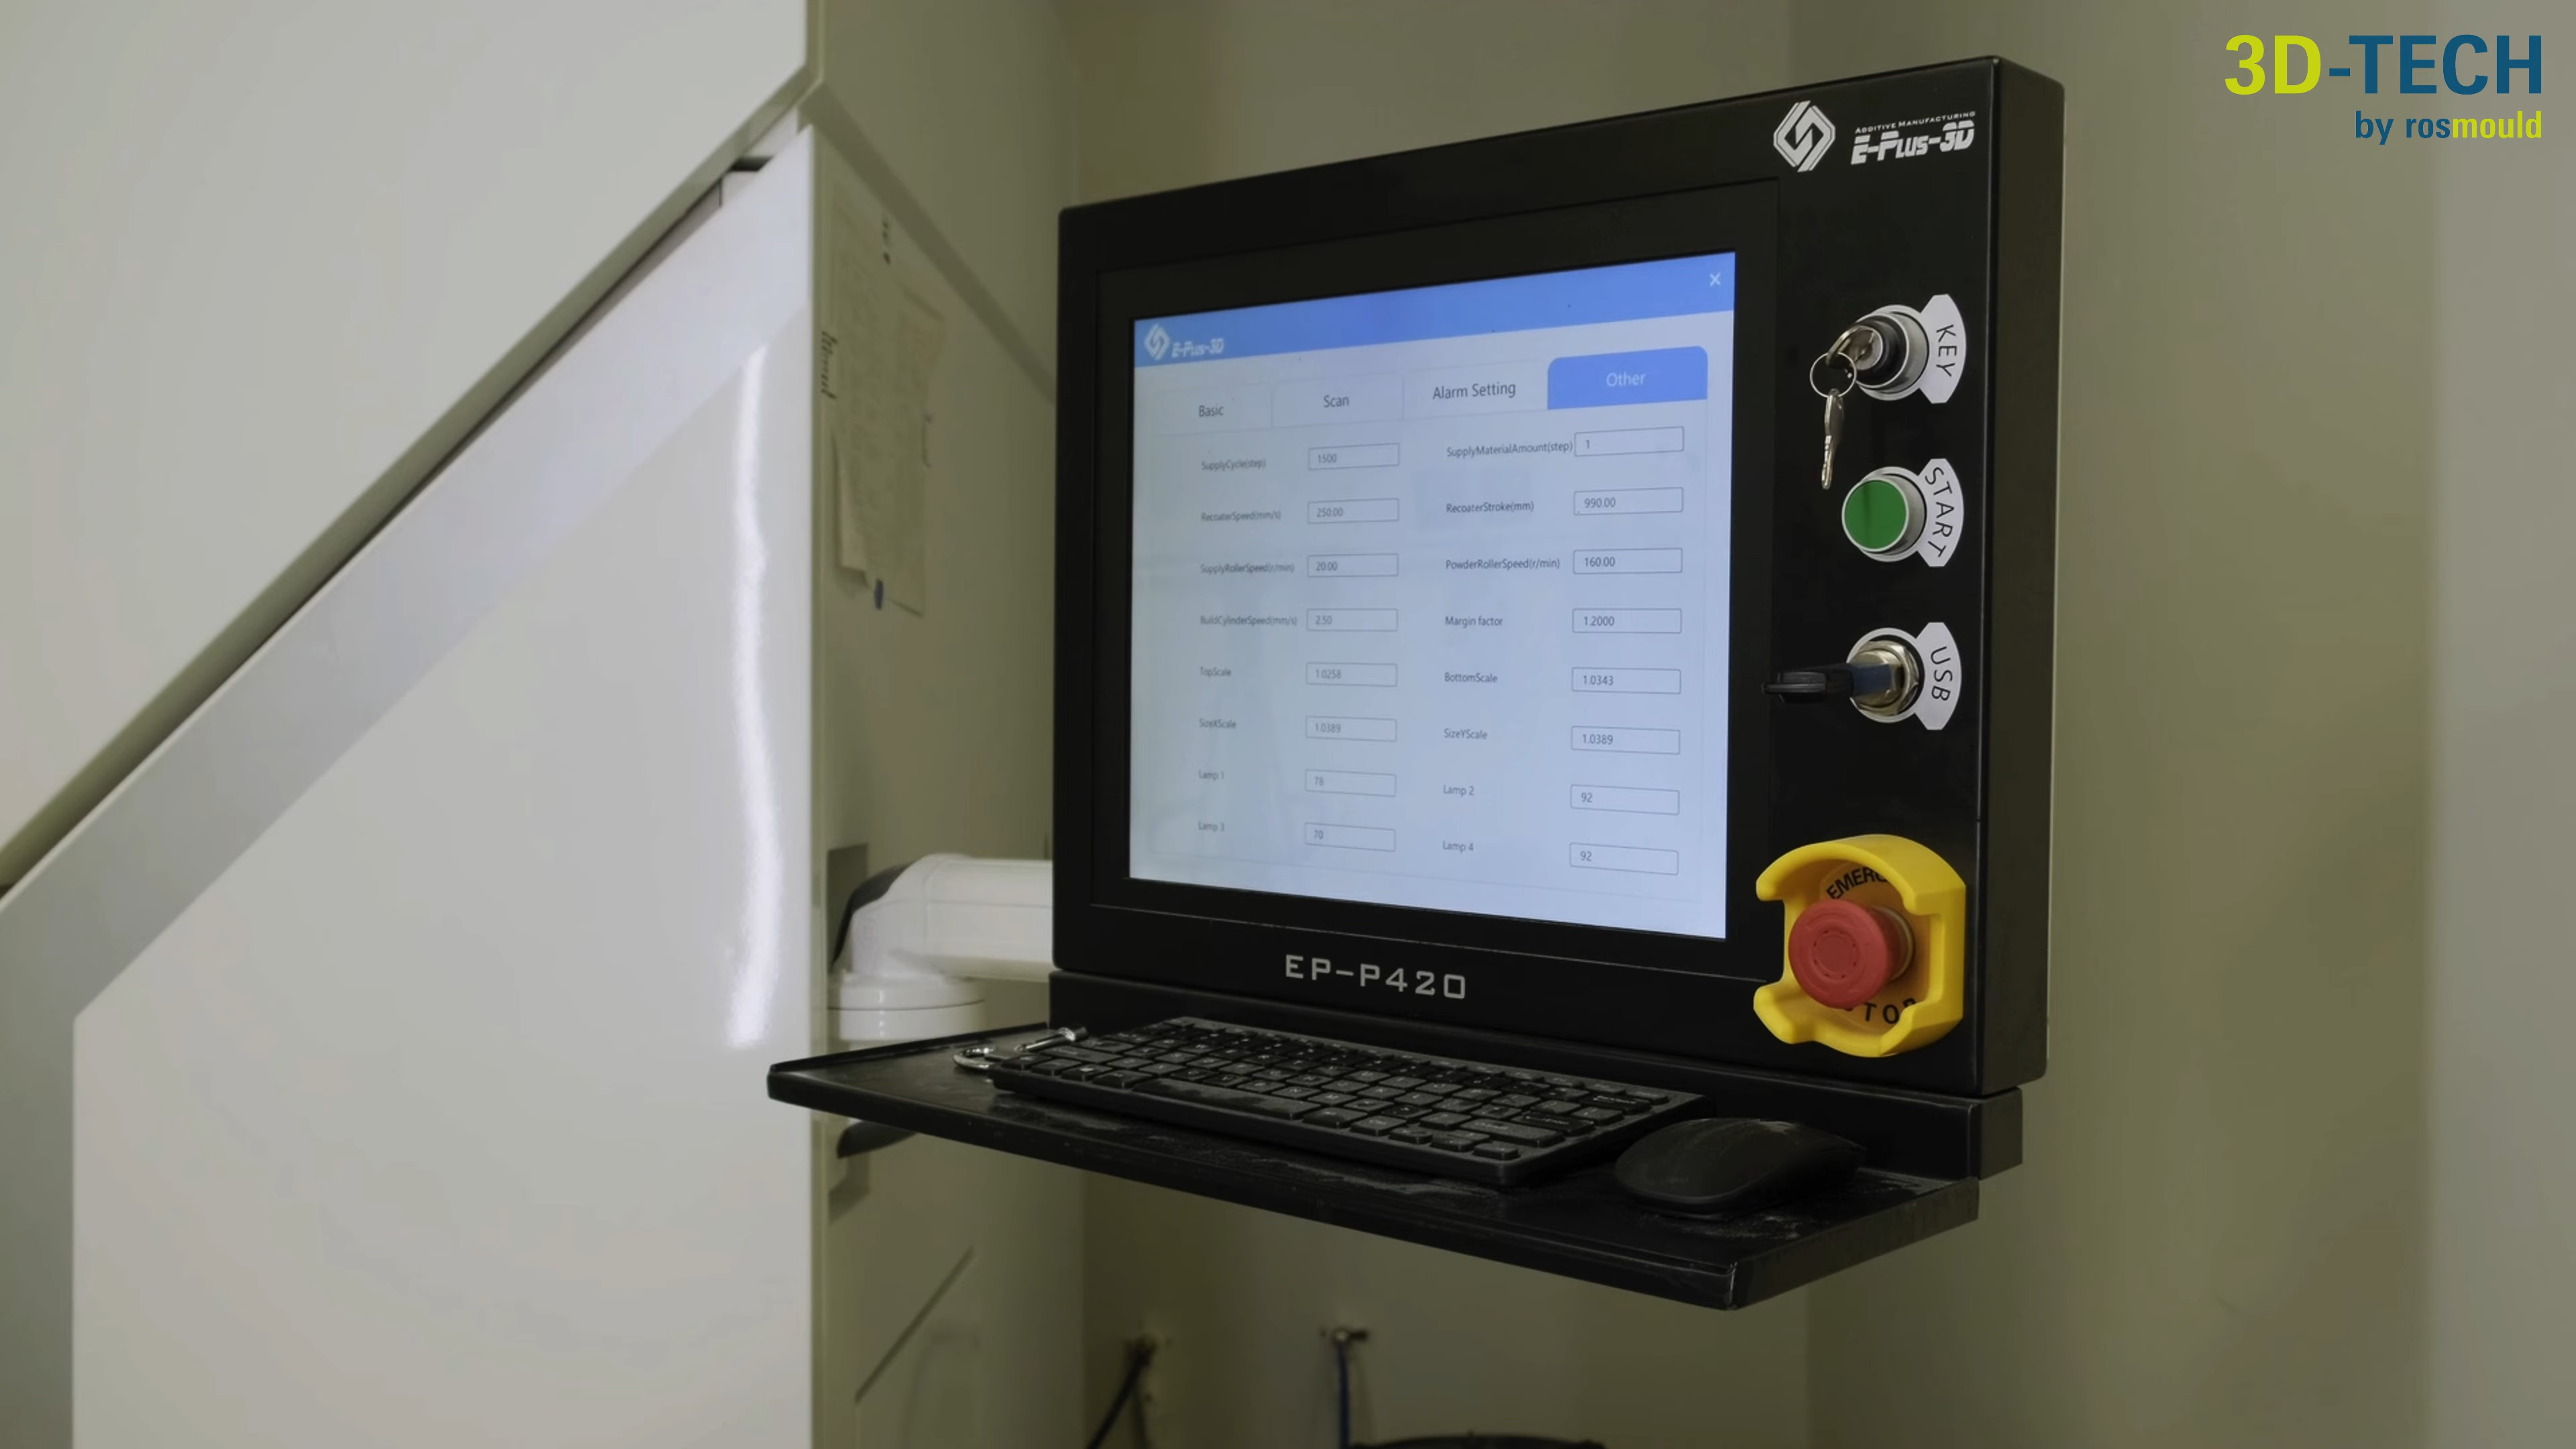 3D-TECH
by rosmould
ADDITIVE MANUFACTURING
E-PLUS-3D
E-PLUS-3D
×
Basic
Scan
Alarm Setting
Other
SupplyCycle(step) 1500
SupplyMaterialAmount(step) 1
RecoaterSpeed(mm/s) 250.00
RecoaterStroke(mm) 990.00
SupplyRollerSpeed(r/min) 20.00
PowderRollerSpeed(r/min) 160.00
BuildCylinderSpeed(mm/s) 2.50
Margin factor 1.2000
TopScale 1.0258
BottomScale 1.0343
SizeXScale 1.0389
SizeYScale 1.0389
Lamp 1 78
Lamp 2 92
Lamp 3 70
Lamp 4 92
KEY
START
USB
EMERG
TOP
EP-P420